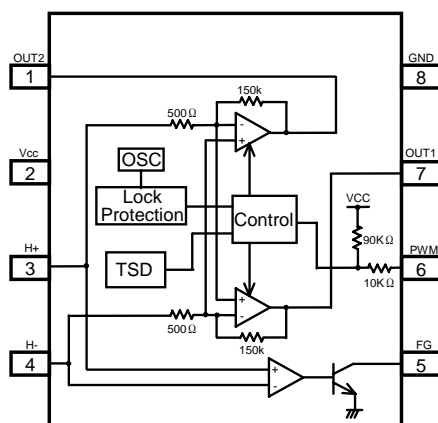 OUT2
1
GND
8
150k
500Ω
-
+
OSC
Vcc
2
OUT1
7
Lock
Protection
Control
VCC
90KΩ
H+
3
TSD
PWM
6
10KΩ
+
-
500Ω
150k
H-
4
FG
5
+
-